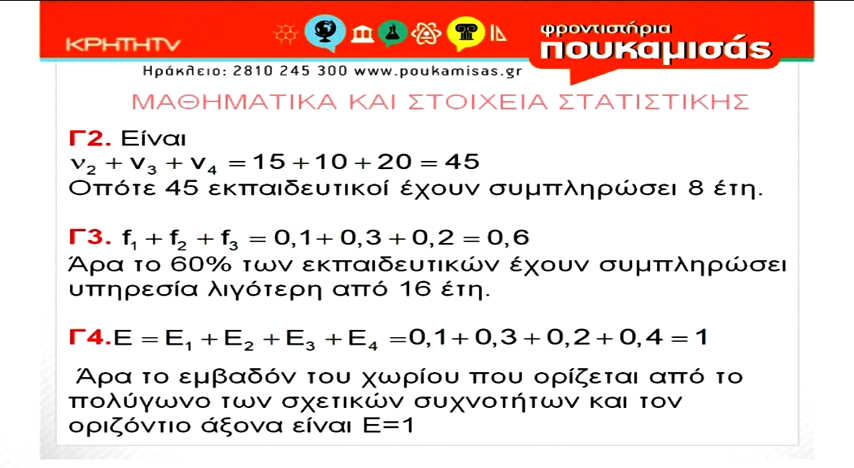 ΚΡΗΤΗTV
φροντιστήρια
πουκαμισάς
Ηράκλειο: 2810 245 300 www.poukamisas.gr
ΜΑΘΗΜΑΤΙΚΑ ΚΑΙ ΣΤΟΙΧΕΙΑ ΣΤΑΤΙΣΤΙΚΗΣ
Γ2. Είναι
ν₂ + ν₃ + ν₄ = 15 + 10 + 20 = 45
Οπότε 45 εκπαιδευτικοί έχουν συμπληρώσει 8 έτη.
Γ3. f₁ + f₂ + f₃ = 0,1 + 0,3 + 0,2 = 0,6
Άρα το 60% των εκπαιδευτικών έχουν συμπληρώσει
υπηρεσία λιγότερη από 16 έτη.
Γ4. E = E₁ + E₂ + E₃ + E₄ = 0,1 + 0,3 + 0,2 + 0,4 = 1
Άρα το εμβαδόν του χωρίου που ορίζεται από το
πολύγωνο των σχετικών συχνοτήτων και τον
οριζόντιο άξονα είναι Ε=1